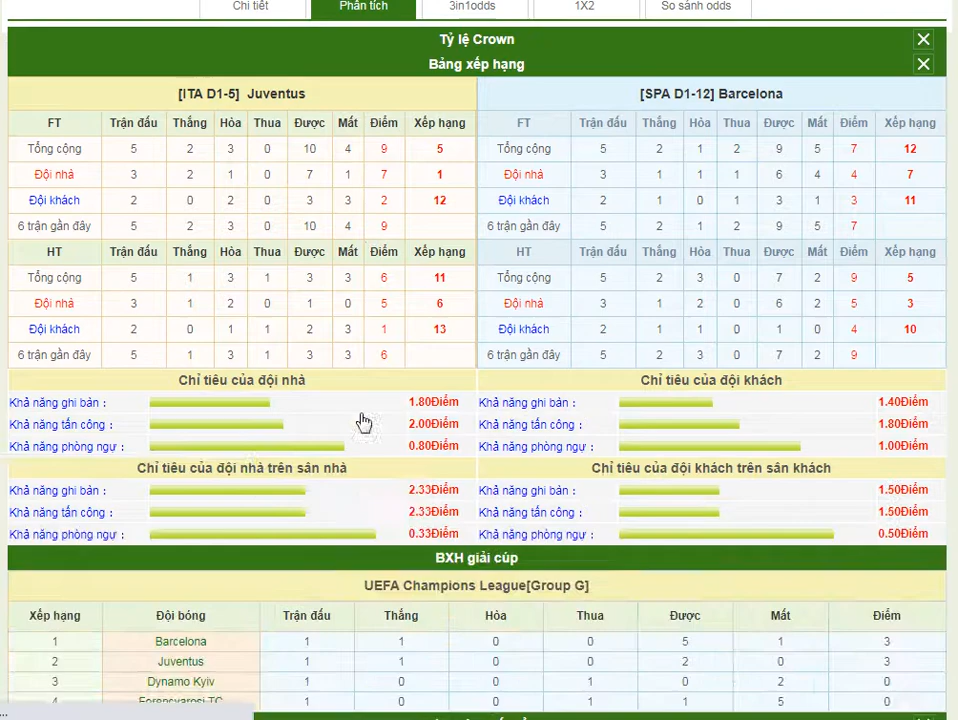 Chi tiết Phân tích 3in1odds 1X2 So sánh odds
Tỷ lệ Crown
Bảng xếp hạng
[ITA D1-5] Juventus [SPA D1-12] Barcelona
FT Trận đấu Thắng Hòa Thua Được Mất Điểm Xếp hạng FT Trận đấu Thắng Hòa Thua Được Mất Điểm Xếp hạng
Tổng cộng 5 2 3 0 10 4 9 5 Tổng cộng 5 2 1 2 9 5 7 12
Đội nhà 3 2 1 0 7 1 7 1 Đội nhà 3 1 1 1 6 4 4 7
Đội khách 2 0 2 0 3 3 2 12 Đội khách 2 1 0 1 3 1 3 11
6 trận gần đây 5 2 3 0 10 4 9 6 trận gần đây 5 2 1 2 9 5 7
HT Trận đấu Thắng Hòa Thua Được Mất Điểm Xếp hạng HT Trận đấu Thắng Hòa Thua Được Mất Điểm Xếp hạng
Tổng cộng 5 1 3 1 3 3 6 11 Tổng cộng 5 2 3 0 7 2 9 5
Đội nhà 3 1 2 0 1 0 5 6 Đội nhà 3 1 2 0 6 2 5 3
Đội khách 2 0 1 1 2 3 1 13 Đội khách 2 1 1 0 1 0 4 10
6 trận gần đây 5 1 3 1 3 3 6 6 trận gần đây 5 2 3 0 7 2 9
Chỉ tiêu của đội nhà Chỉ tiêu của đội khách
Khả năng ghi bàn : 1.80Điểm Khả năng ghi bàn : 1.40Điểm
Khả năng tấn công : 2.00Điểm Khả năng tấn công : 1.80Điểm
Khả năng phòng ngự : 0.80Điểm Khả năng phòng ngự : 1.00Điểm
Chỉ tiêu của đội nhà trên sân nhà Chỉ tiêu của đội khách trên sân khách
Khả năng ghi bàn : 2.33Điểm Khả năng ghi bàn : 1.50Điểm
Khả năng tấn công : 2.33Điểm Khả năng tấn công : 1.50Điểm
Khả năng phòng ngự : 0.33Điểm Khả năng phòng ngự : 0.50Điểm
BXH giải cúp
UEFA Champions League[Group G]
Xếp hạng Đội bóng Trận đấu Thắng Hòa Thua Được Mất Điểm
1 Barcelona 1 1 0 0 5 1 3
2 Juventus 1 1 0 0 2 0 3
3 Dynamo Kyiv 1 0 0 1 0 2 0
4 Ferencvarosi TC 1 0 0 1 1 5 0